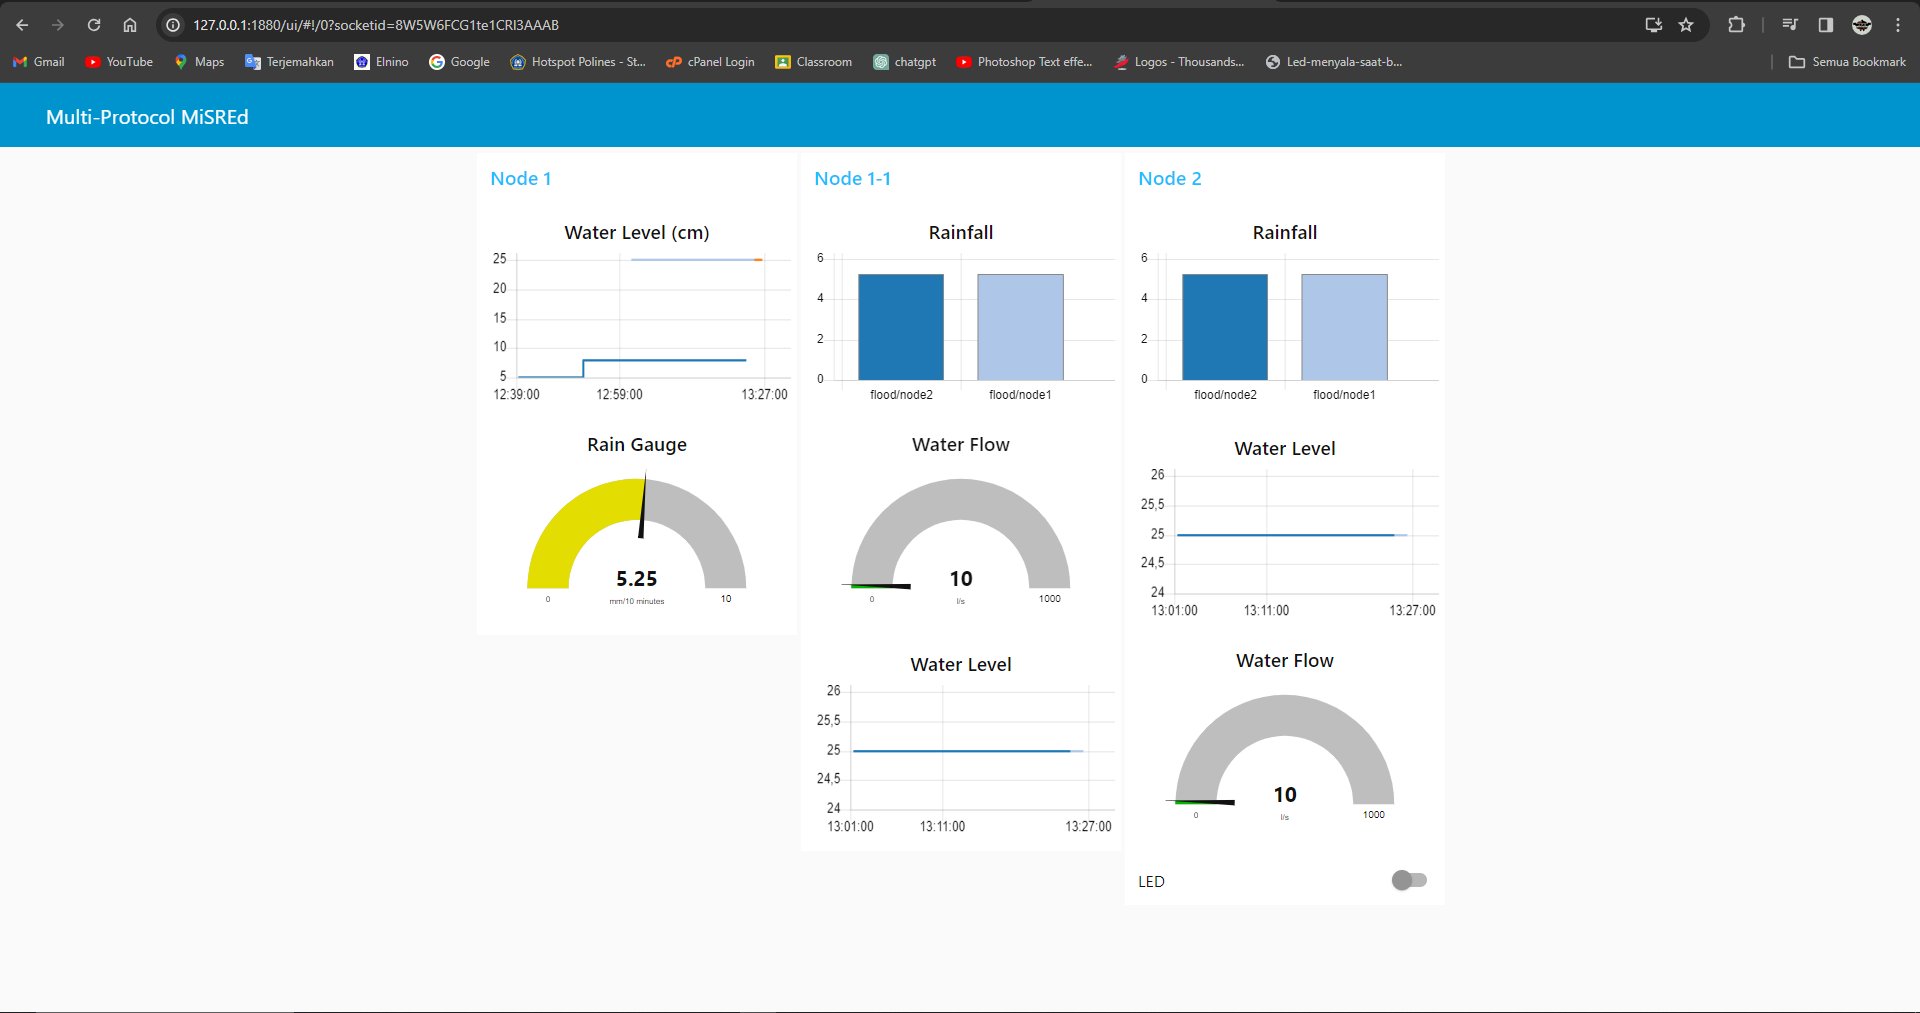 127.0.0.1:1880/ui/#!/0?socketid=8W5W6FCG1te1CRl3AAAB
Gmail YouTube Maps Terjemahkan Elnino Google Hotspot Polines - St... cPanel Login Classroom chatgpt Photoshop Text effe... Logos - Thousands... Led-menyala-saat-b... Semua Bookmark
Multi-Protocol MiSREd
Node 1
Water Level (cm)
25
20
15
10
5
12:39:00 12:59:00 13:27:00
Rain Gauge
5.25
0 mm/10 minutes 10
Node 1-1
Rainfall
6
4
2
0
flood/node2 flood/node1
Water Flow
10
0 l/s 1000
Water Level
26
25,5
25
24,5
24
13:01:00 13:11:00 13:27:00
Node 2
Rainfall
6
4
2
0
flood/node2 flood/node1
Water Level
26
25,5
25
24,5
24
13:01:00 13:11:00 13:27:00
Water Flow
10
0 l/s 1000
LED